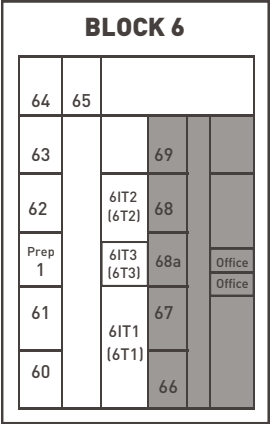 BLOCK 6
64 65
63 69
62 6IT2 68
(6T2)
Prep 6IT3 68a Office
1 (6T3) Office
61 6IT1 67
(6T1)
60 66